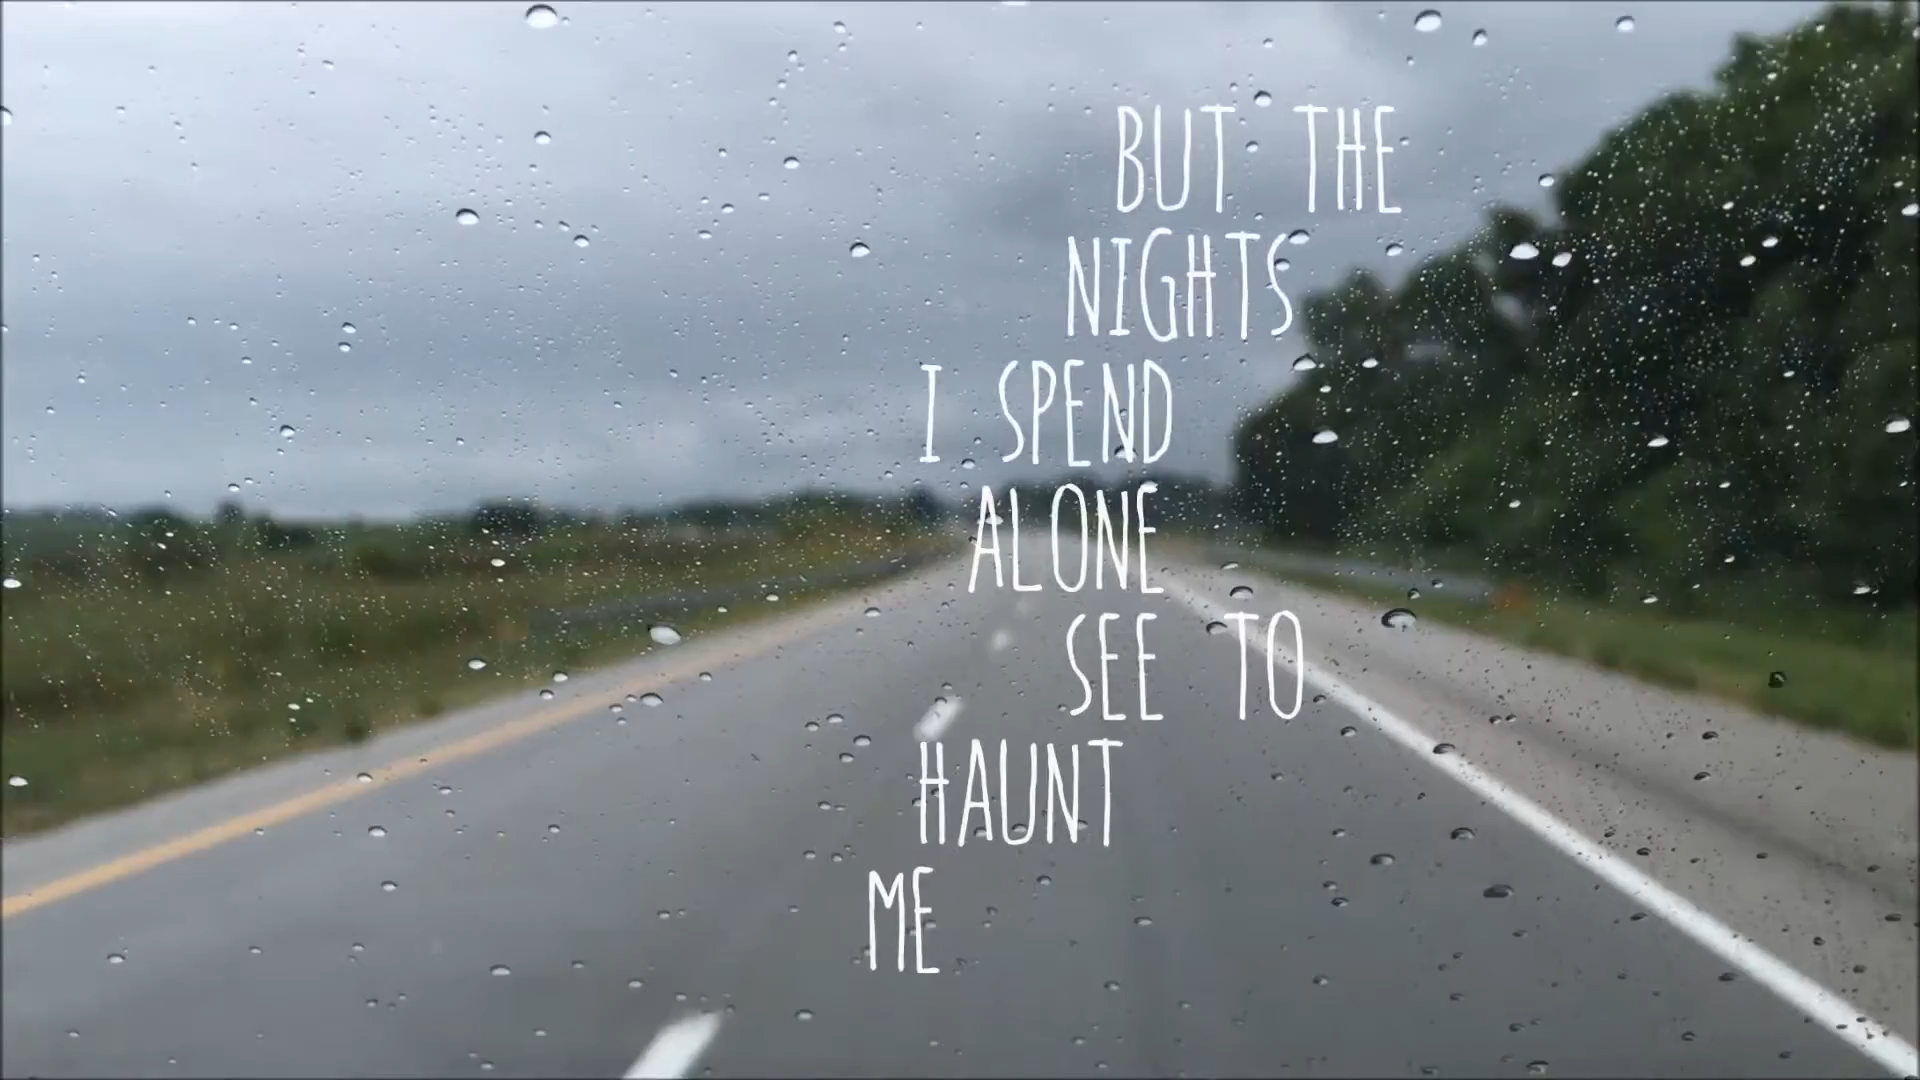 BUT THE
NIGHTS
I SPEND
ALONE
SEE TO
HAUNT
ME